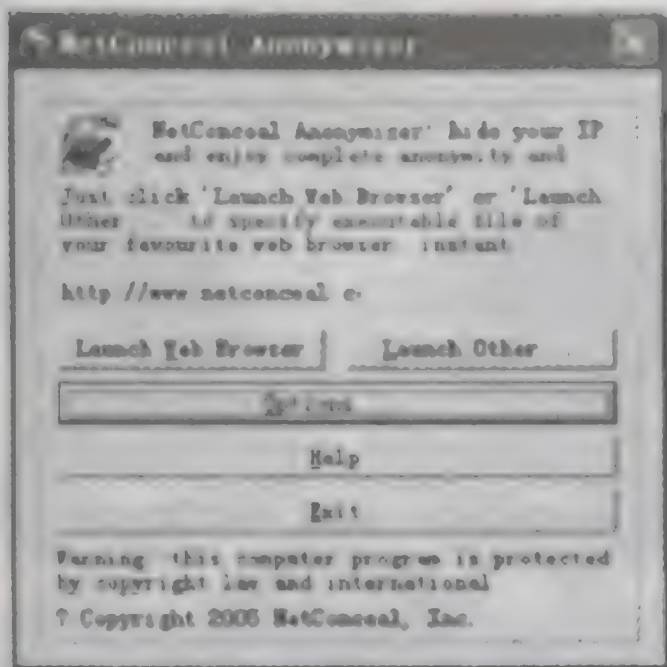 NetConceal Anonymizer
NetConceal Anonymizer: hide your IP
and enjoy complete anonymity and
Just click 'Launch Web Browser' or 'Launch
Other to specify executable file of
your favourite web browser instant
http //www netconceal c
Launch Web Browser
Launch Other
Options
Help
Exit
Warning this computer program is protected
by copyright law and international
? Copyright 2005 NetConceal, Inc.